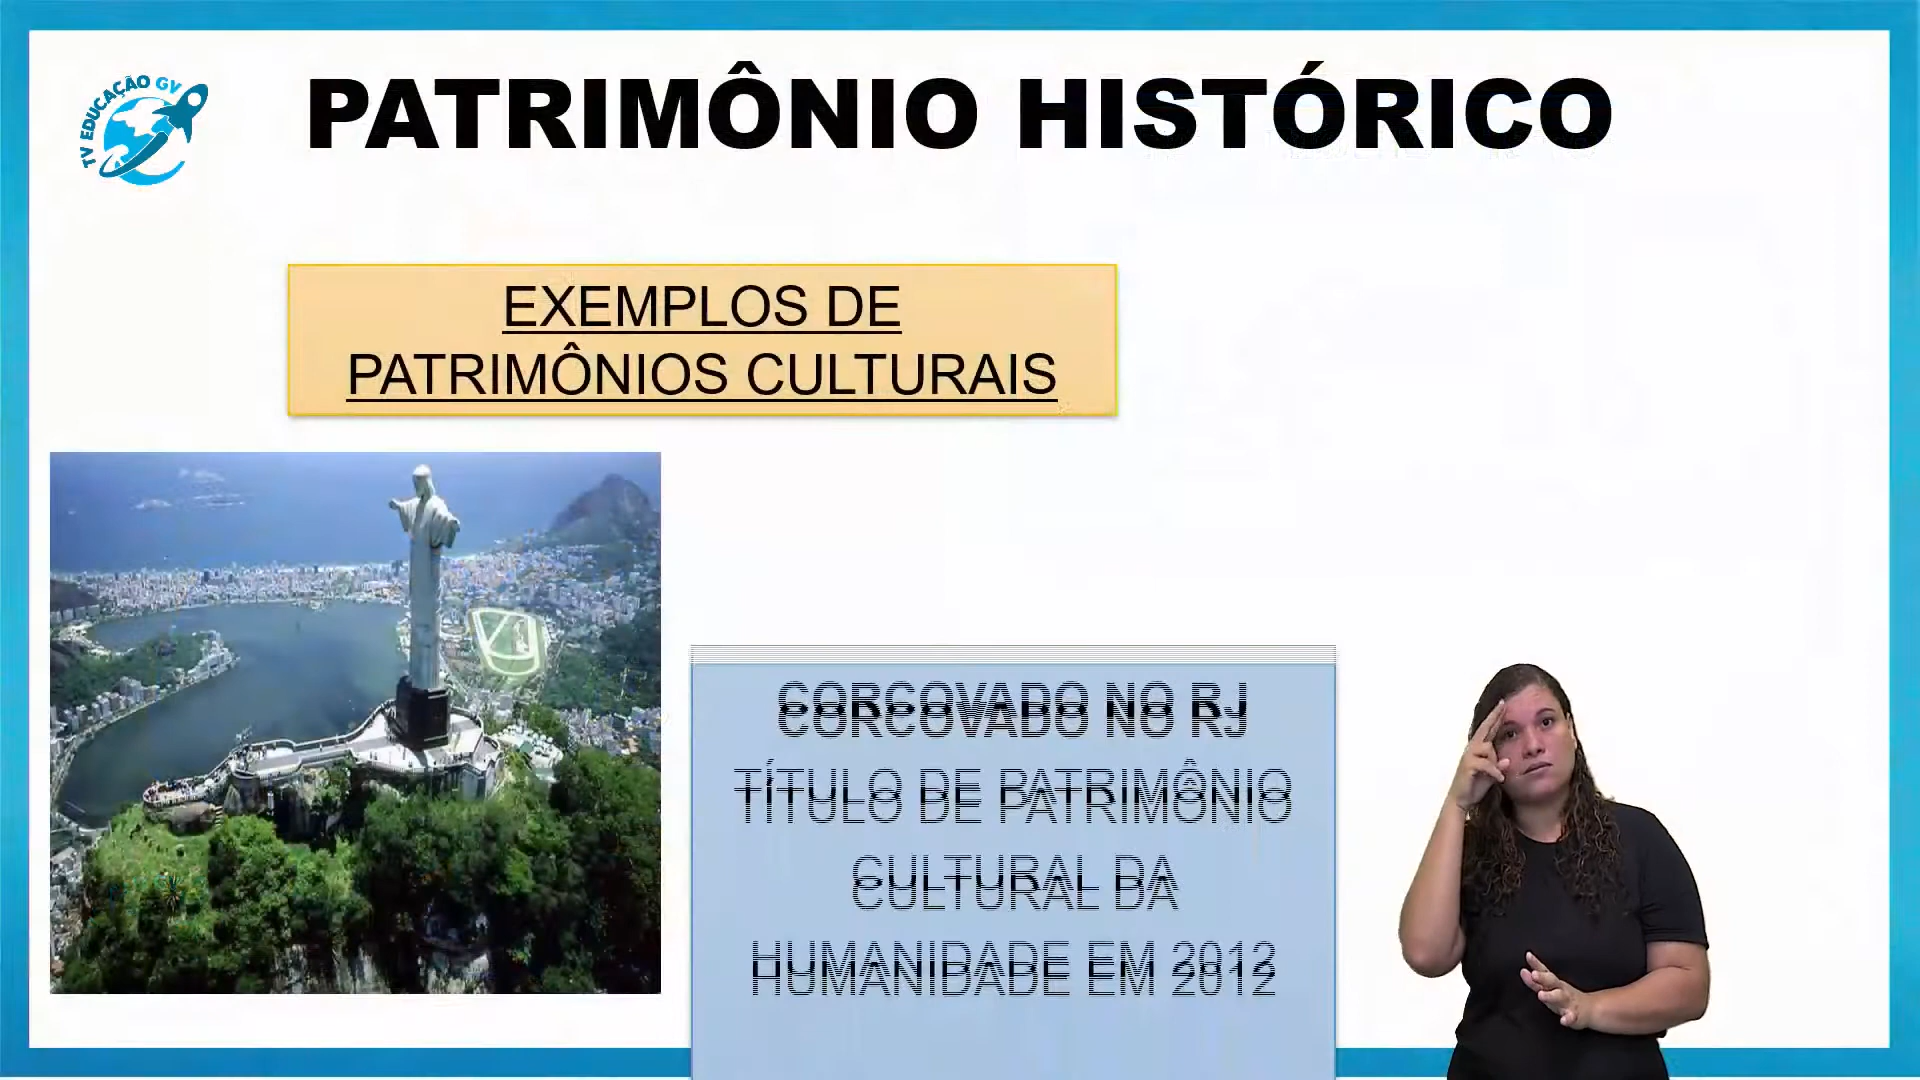 TV EDUCAÇÃO GV
PATRIMÔNIO HISTÓRICO
EXEMPLOS DE
PATRIMÔNIOS CULTURAIS
CORCOVADO NO RJ
TÍTULO DE PATRIMÔNIO
CULTURAL DA
HUMANIDADE EM 2012